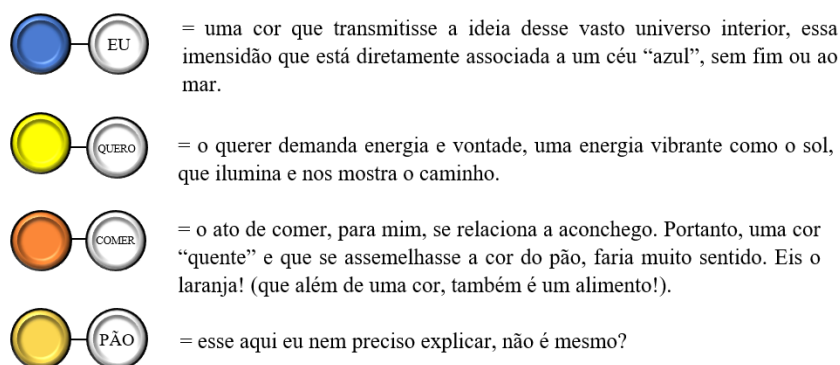 EU = uma cor que transmitisse a ideia desse vasto universo interior, essa
imensidão que está diretamente associada a um céu “azul”, sem fim ou ao
mar.
QUERO = o querer demanda energia e vontade, uma energia vibrante como o sol,
que ilumina e nos mostra o caminho.
COMER = o ato de comer, para mim, se relaciona a aconchego. Portanto, uma cor
“quente” e que se assemelhasse a cor do pão, faria muito sentido. Eis o
laranja! (que além de uma cor, também é um alimento!).
PÃO = esse aqui eu nem preciso explicar, não é mesmo?